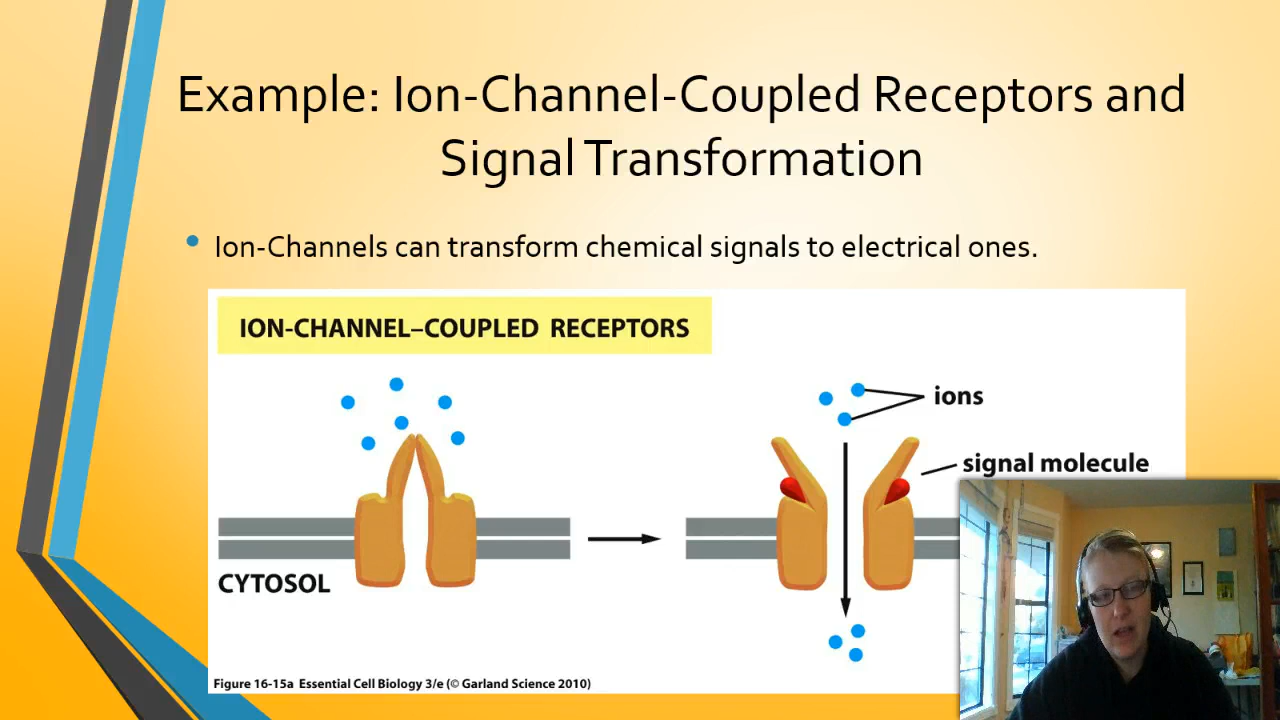 Example: Ion-Channel-Coupled Receptors and
Signal Transformation
• Ion-Channels can transform chemical signals to electrical ones.
ION-CHANNEL–COUPLED RECEPTORS
ions
signal molecule
CYTOSOL
Figure 16-15a Essential Cell Biology 3/e (© Garland Science 2010)